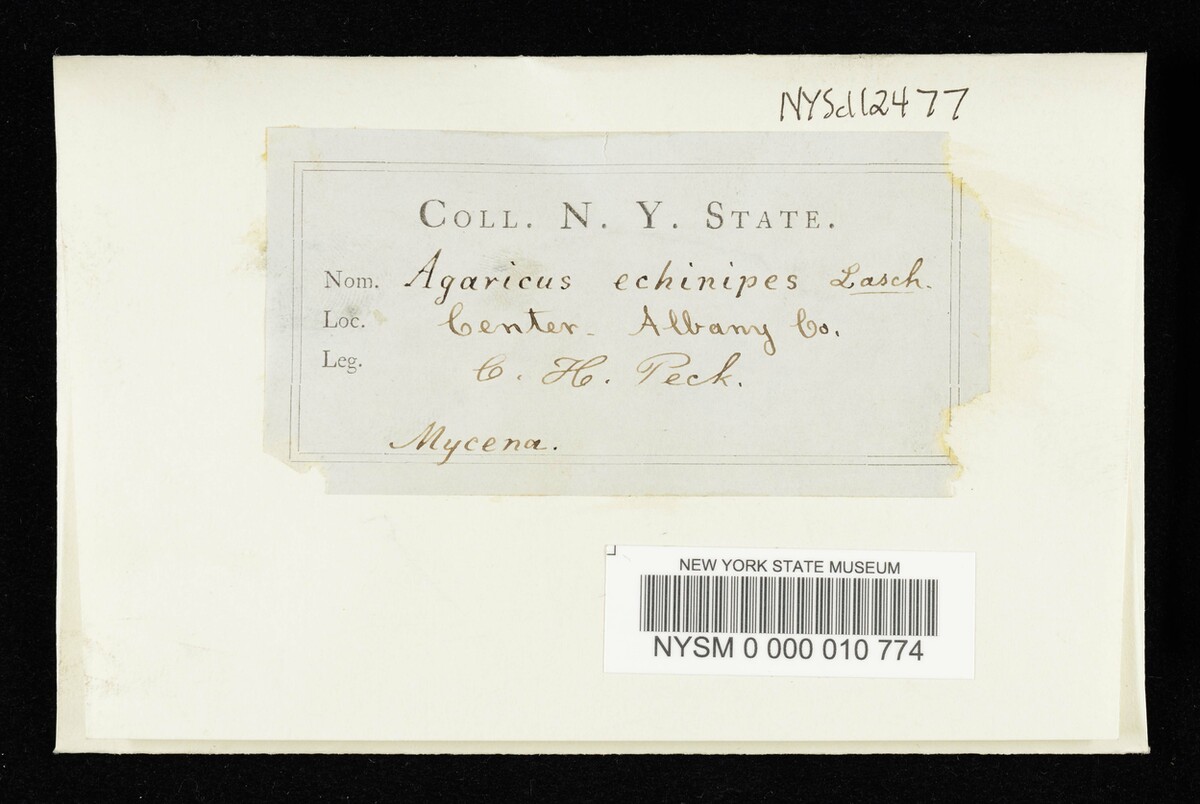 NYSd12477
COLL. N. Y. STATE.
Nom. Agaricus echinipes Lasch.
Loc. Center - Albany Co.
Leg. C. H. Peck.
Mycena.
NEW YORK STATE MUSEUM
NYSM 0 000 010 774